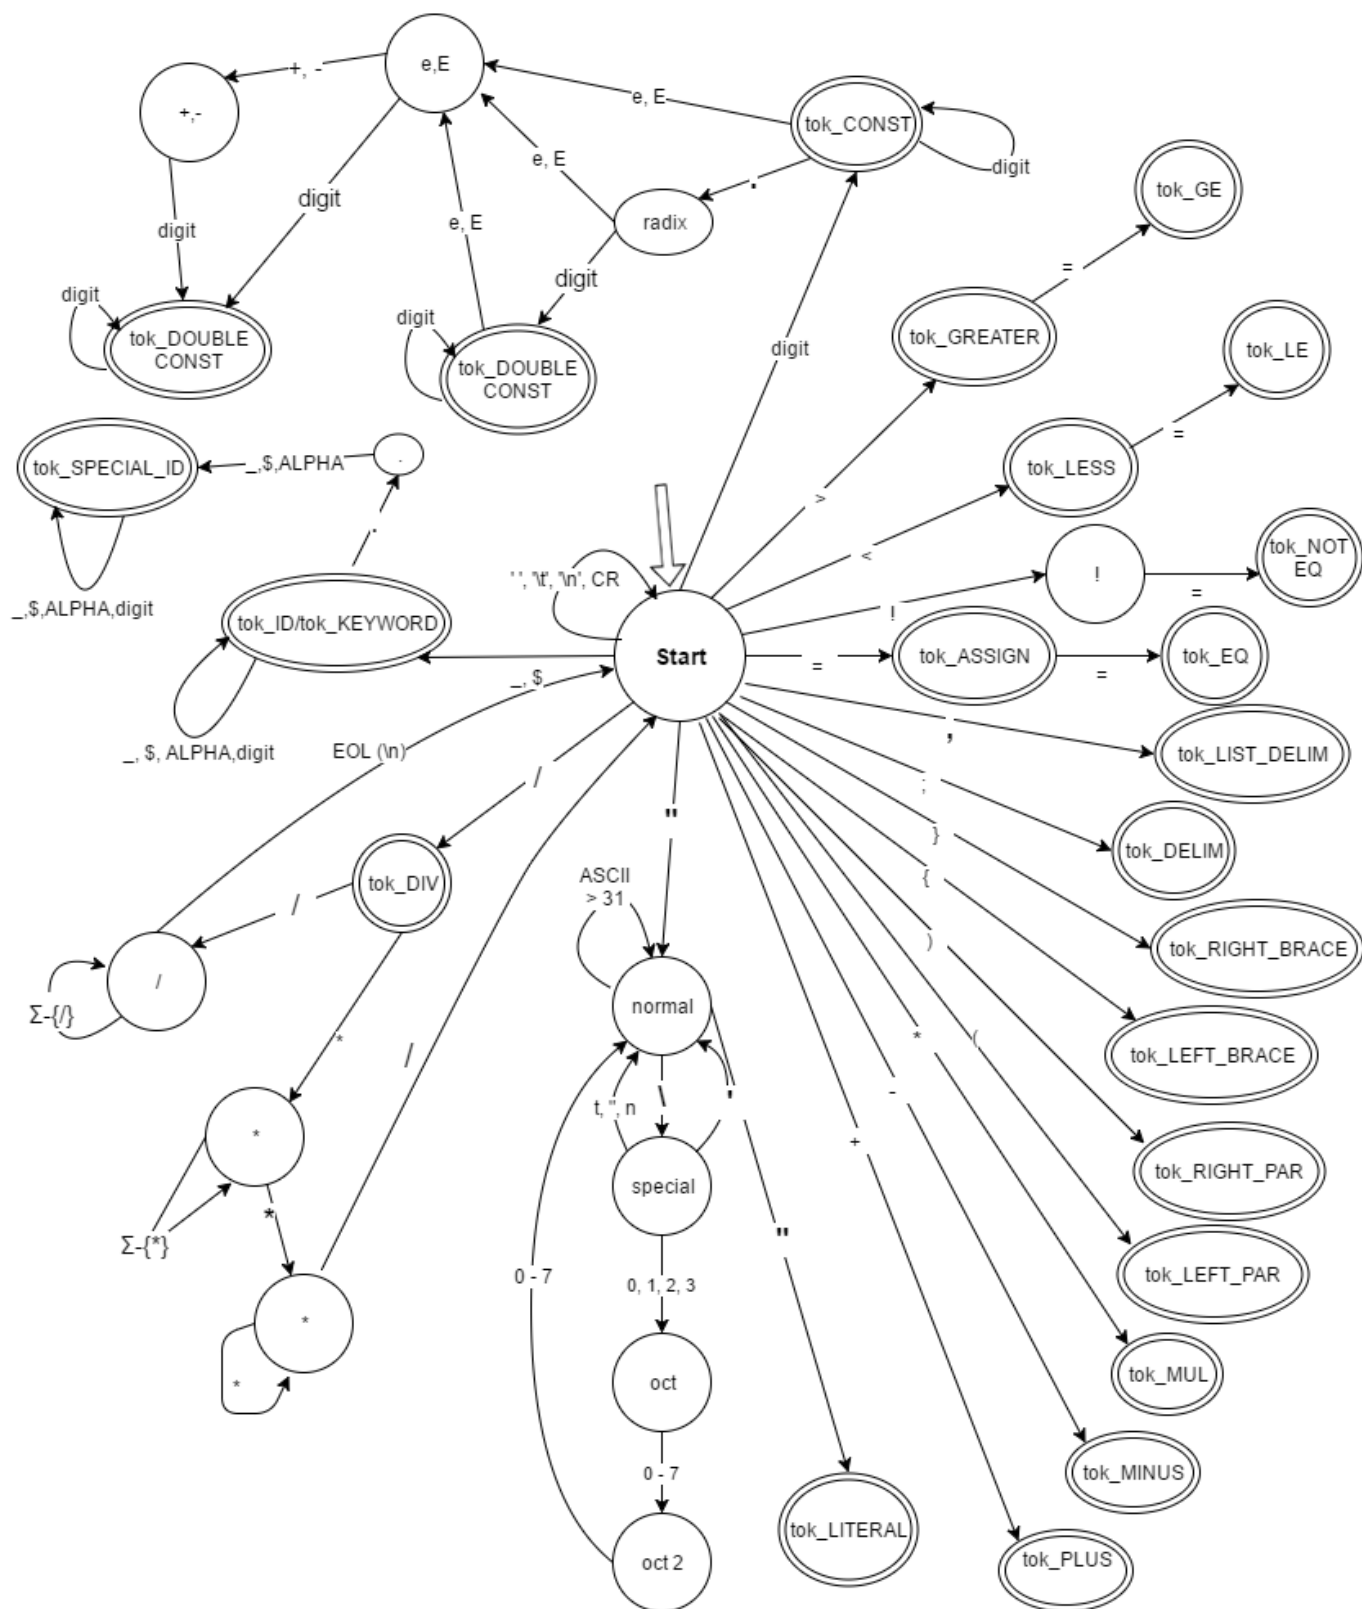 e,E
+, -
e, E
tok_CONST
+,-
digit
e, E
.
radix
tok_GE
digit
digit
e, E
digit
=
digit
tok_DOUBLE
CONST
digit
tok_DOUBLE
CONST
digit
tok_GREATER
tok_LE
=
tok_SPECIAL_ID
_,$,ALPHA
.
tok_LESS
>
.
<
' ', '\t', '\n', CR
!
=
tok_NOT
EQ
_,$,ALPHA,digit
tok_ID/tok_KEYWORD
!
Start
=
tok_ASSIGN
=
tok_EQ
_, $
_, $, ALPHA,digit
EOL (\n)
,
tok_LIST_DELIM
/
;
"
}
tok_DELIM
tok_DIV
ASCII
> 31
{
/
)
tok_RIGHT_BRACE
/
Σ-{/}
normal
*
/
*
(
tok_LEFT_BRACE
-
t, ", n
\
'
*
+
tok_RIGHT_PAR
special
*
Σ-{*}
"
0 - 7
0, 1, 2, 3
tok_LEFT_PAR
*
*
oct
tok_MUL
0 - 7
tok_MINUS
tok_LITERAL
oct 2
tok_PLUS